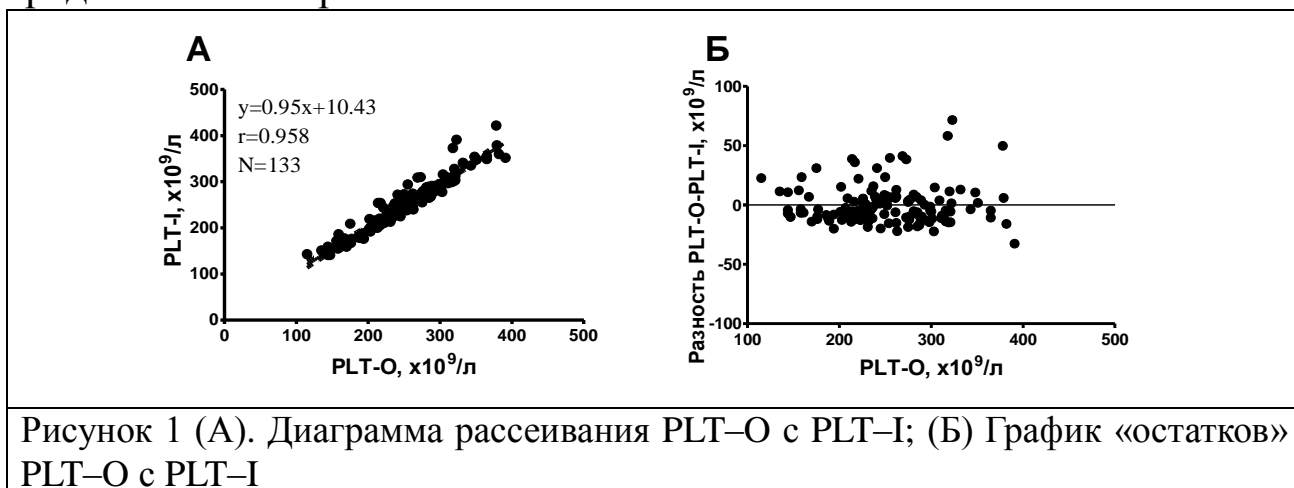 А
Б
500
400
300
200
100
0
0
100
200
300
400
500
PLT-I, x10⁹/л
PLT-O, x10⁹/л
y=0.95x+10.43
r=0.958
N=133
100
50
0
-50
-100
100
200
300
400
500
Разность PLT-O-PLT-I, x10⁹/л
PLT-O, x10⁹/л
Рисунок 1 (А). Диаграмма рассеивания PLT–O с PLT–I; (Б) График «остатков»
PLT–O с PLT–I